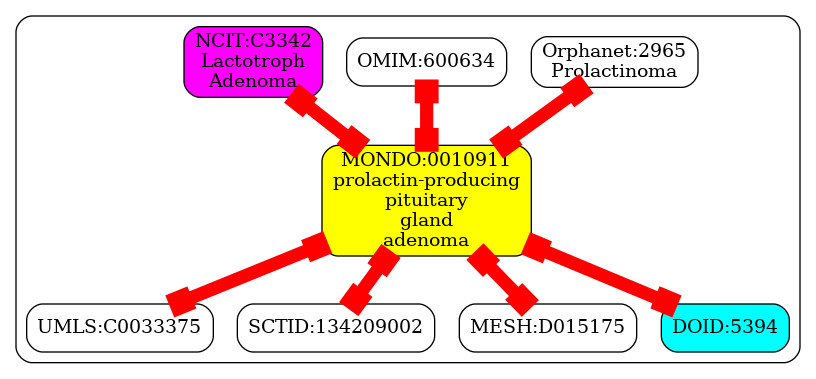 NCIT:C3342
Lactotroph
Adenoma
OMIM:600634
Orphanet:2965
Prolactinoma
MONDO:0010911
prolactin-producing
pituitary
gland
adenoma
UMLS:C0033375
SCTID:134209002
MESH:D015175
DOID:5394